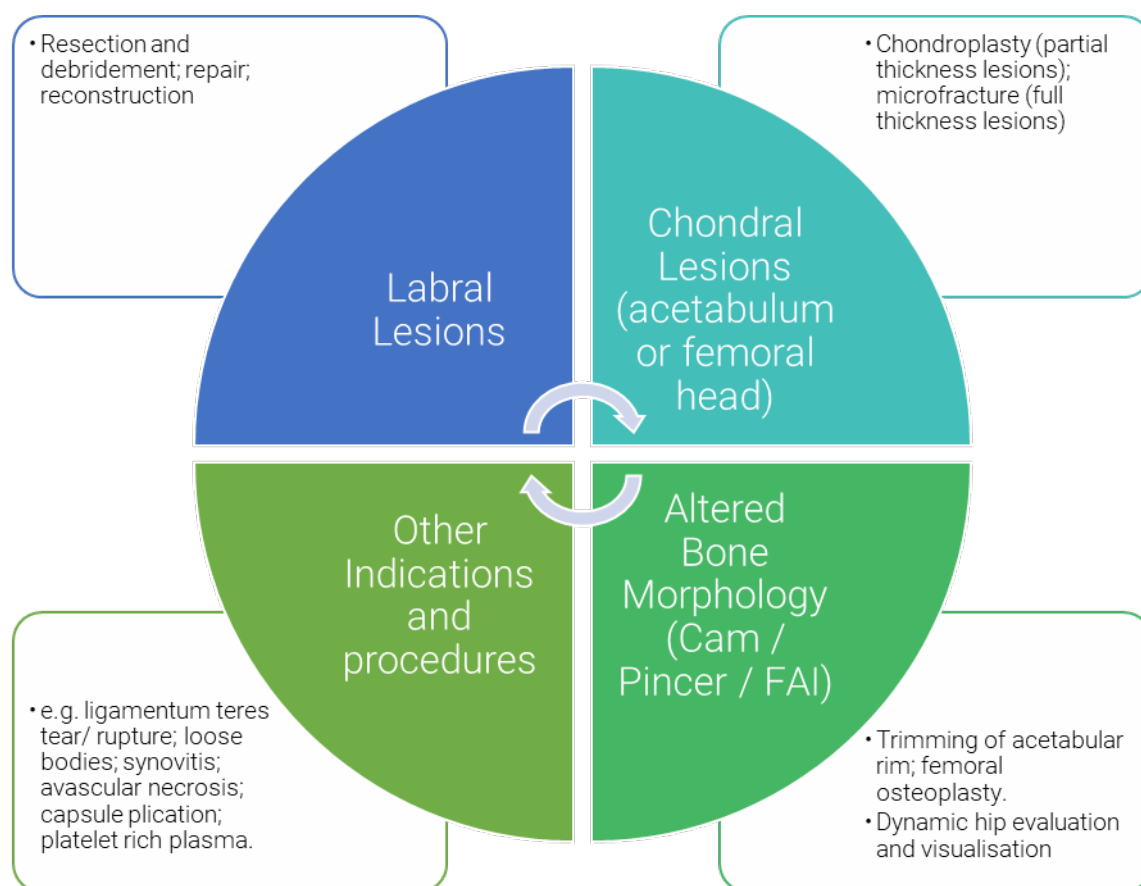 • Resection and
debridement; repair;
reconstruction
• Chondroplasty (partial
thickness lesions);
microfracture (full
thickness lesions)
Labral
Lesions
Chondral
Lesions
(acetabulum
or femoral
head)
Other
Indications
and
procedures
Altered
Bone
Morphology
(Cam /
Pincer / FAI)
• e.g. ligamentum teres
tear/ rupture; loose
bodies; synovitis;
avascular necrosis;
capsule plication;
platelet rich plasma.
• Trimming of acetabular
rim; femoral
osteoplasty.
• Dynamic hip evaluation
and visualisation